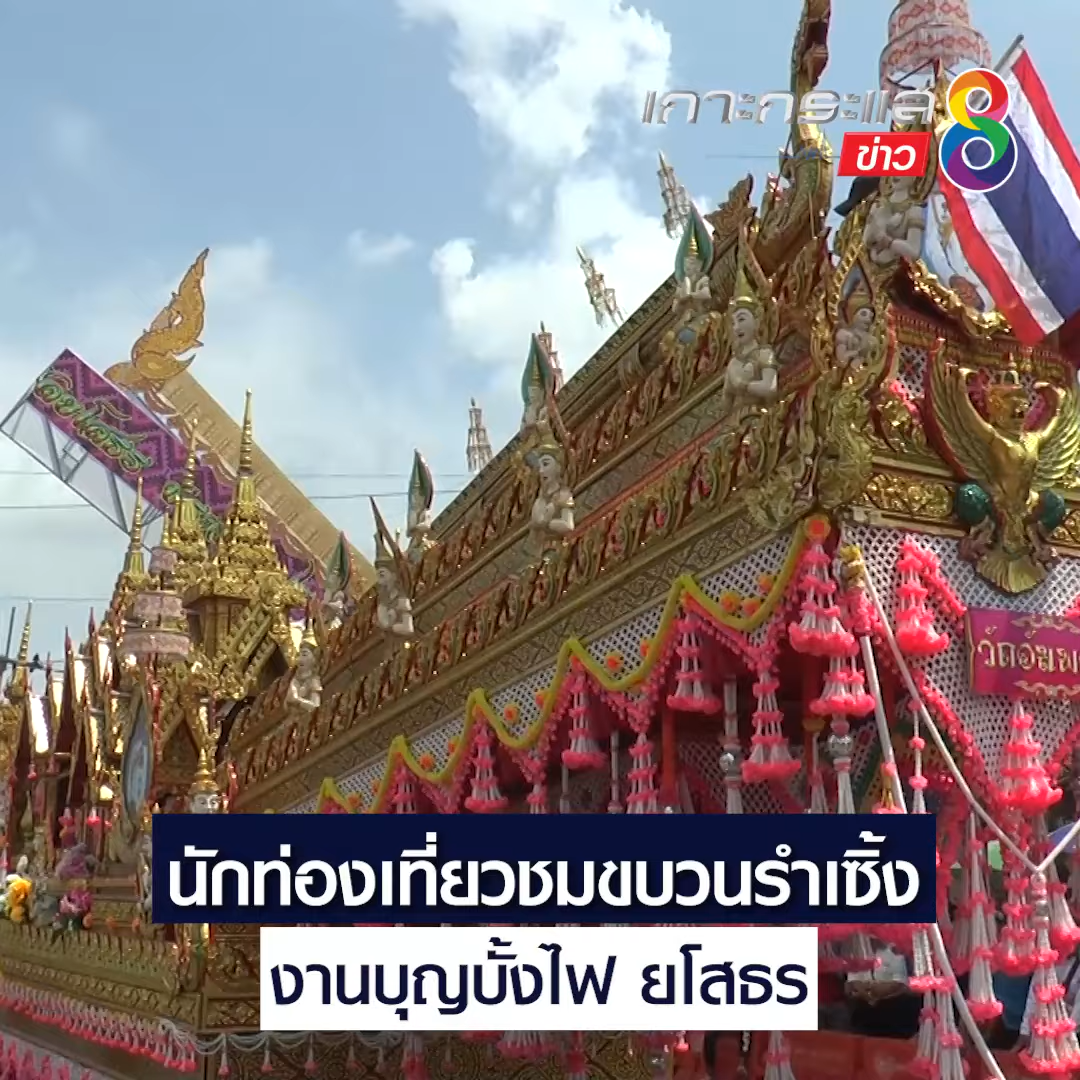 เกาะกระแส
ข่าว 8
นักท่องเที่ยวชมขบวนรำเซิ้ง
งานบุญบั้งไฟ ยโสธร